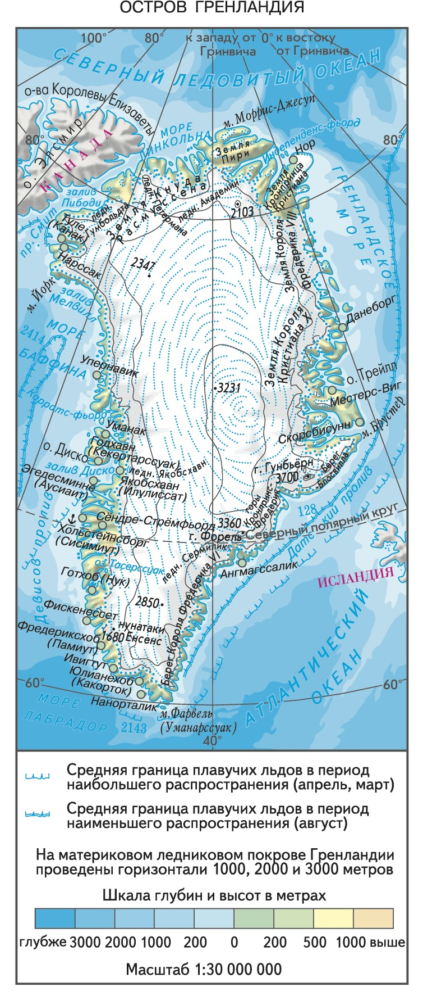 ОСТРОВ ГРЕНЛАНДИЯ
100°
80°
к западу от 0° к востоку
Гринвича от Гринвича
СЕВЕРНЫЙ ЛЕДОВИТЫЙ ОКЕАН
о-ва Королевы Елизаветы
м. Моррис-Джесуп
МОРЕ
ЛИНКОЛЬНА
Индепенденс-фьорд
80°
80°
о. Элсмир
КАНАДА
Земля
Пири
Нор
Земля
Кронпринца
Кристиана
ГРЕНЛАНДСКОЕ
МОРЕ
залив
Пибоди
ледн.
Гумбольдта
Земля Кнуда
Расмуссена
ледн.
Петермана
ледн. Академии
2103
пр. Смит
Туле
(Канак)
Нарссак
2347
Земля Короля
Фредерика VIII
м. Йорк
залив
Мелвилл
Данеборг
2414
МОРЕ
БАФФИНА
Упернавик
Земля Короля
Кристиана X
о. Трейлл
3231
Местерс-Виг
Карратс-фьорд
Уманак
Скорсбисунн
м. Брустер
Годхавн
(Кекертарссуак)
о. Диско
залив Диско
ледн. Якобсхавн
г. Гунбьёрн
3700
Берег
Блосвилла
Эгедесминне
(Аусиаит)
Якобсхавн
(Илулиссат)
горы
Кронпринс-
Фредерик
128
Датский пролив
Сёндре-Стрёмфьорд
3360
г. Форель
Северный полярный круг
Хольстейнсборг
(Сисимиут)
ледн. Сермилик
Девисов пролив
оз. Тасерссуак
Ангмагссалик
ИСЛАНДИЯ
Готхоб (Нук)
2850
Берег Короля Фредерика VI
Фискенессет
нунатаки
Енсенс
1680
Фредериксхоб
(Памиут)
Ивигтут
Юлианехоб
(Какорток)
Нанорталик
АТЛАНТИЧЕСКИЙ
ОКЕАН
60°
60°
МОРЕ
ЛАБРАДОР
2143
м.Фарвель
(Уманарссуак)
40°
Средняя граница плавучих льдов в период
наибольшего распространения (апрель, март)
Средняя граница плавучих льдов в период
наименьшего распространения (август)
На материковом ледниковом покрове Гренландии
проведены горизонтали 1000, 2000 и 3000 метров
Шкала глубин и высот в метрах
глубже 3000 2000 1000 200 0 200 500 1000 выше
Масштаб 1:30 000 000